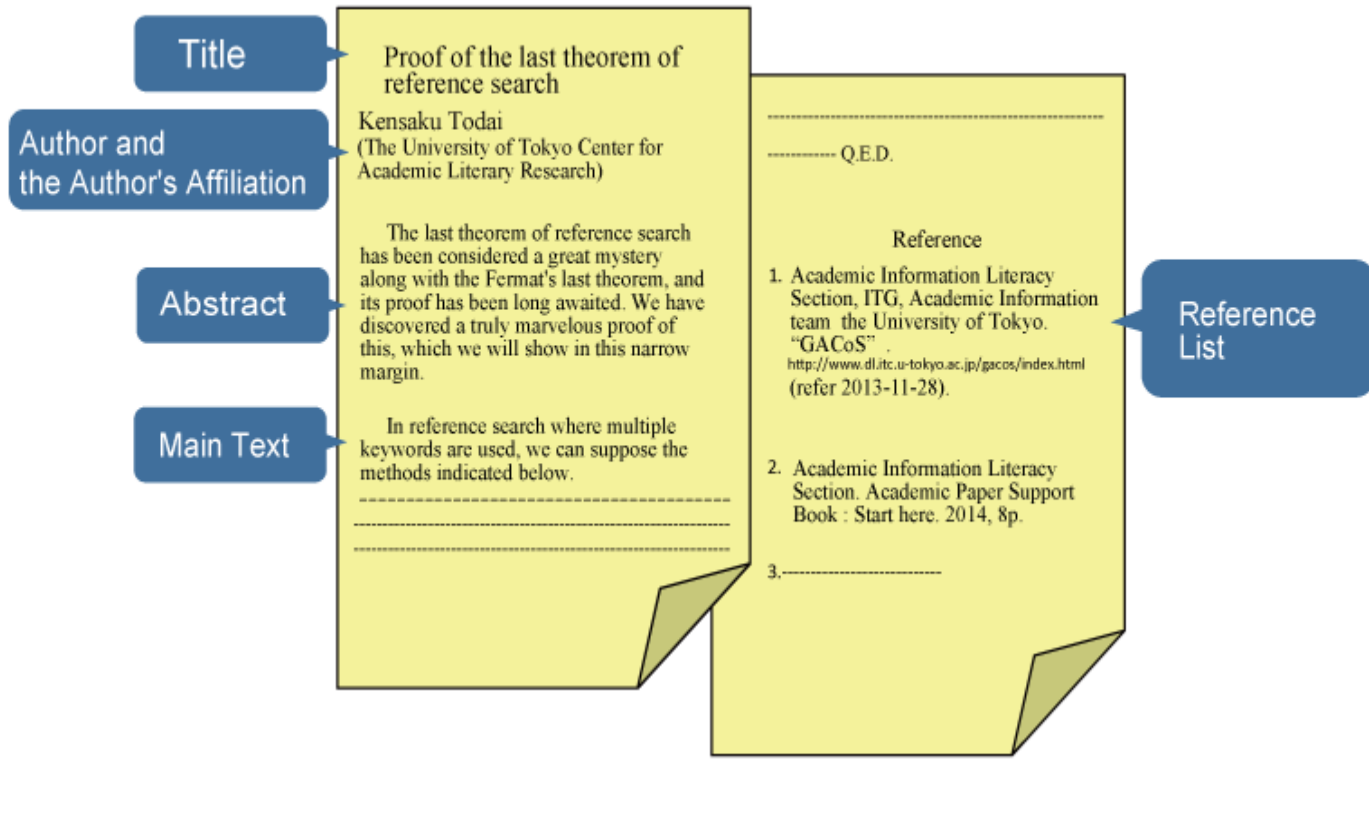 Title
Proof of the last theorem of
reference search
Author and
the Author's Affiliation
Kensaku Todai
(The University of Tokyo Center for
Academic Literary Research)
Abstract
The last theorem of reference search
has been considered a great mystery
along with the Fermat's last theorem, and
its proof has been long awaited. We have
discovered a truly marvelous proof of
this, which we will show in this narrow
margin.
Main Text
In reference search where multiple
keywords are used, we can suppose the
methods indicated below.
------------ Q.E.D.
Reference
1. Academic Information Literacy
Section, ITG, Academic Information
team the University of Tokyo.
“GACoS” .
http://www.dl.itc.u-tokyo.ac.jp/gacos/index.html
(refer 2013-11-28).
2. Academic Information Literacy
Section. Academic Paper Support
Book : Start here. 2014, 8p.
3.----------------------------
Reference
List